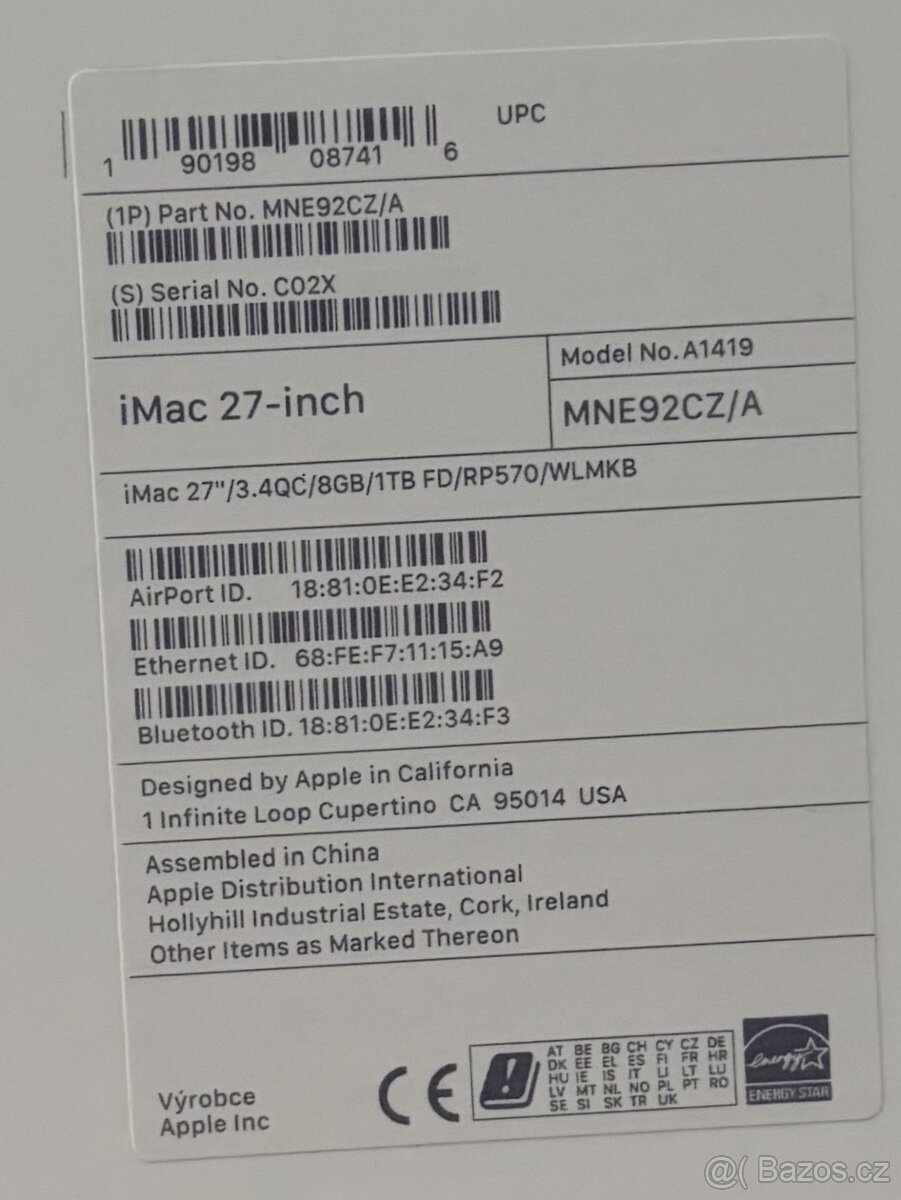 UPC
1 90198 08741 6
(1P) Part No. MNE92CZ/A
(S) Serial No. C02X
iMac 27-inch
Model No. A1419
MNE92CZ/A
iMac 27"/3.4QC/8GB/1TB FD/RP570/WLMKB
AirPort ID. 18:81:0E:E2:34:F2
Ethernet ID. 68:FE:F7:11:15:A9
Bluetooth ID. 18:81:0E:E2:34:F3
Designed by Apple in California
1 Infinite Loop Cupertino CA 95014 USA
Assembled in China
Apple Distribution International
Hollyhill Industrial Estate, Cork, Ireland
Other Items as Marked Thereon
Výrobce
Apple Inc
CE
AT BE BG CH CY CZ DE
DK EE EL ES FI FR HR
HU IE IS IT LI LT LU
LV MT NL NO PL PT RO
SE SI SK TR UK
energy
ENERGY STAR
@( Bazos.cz